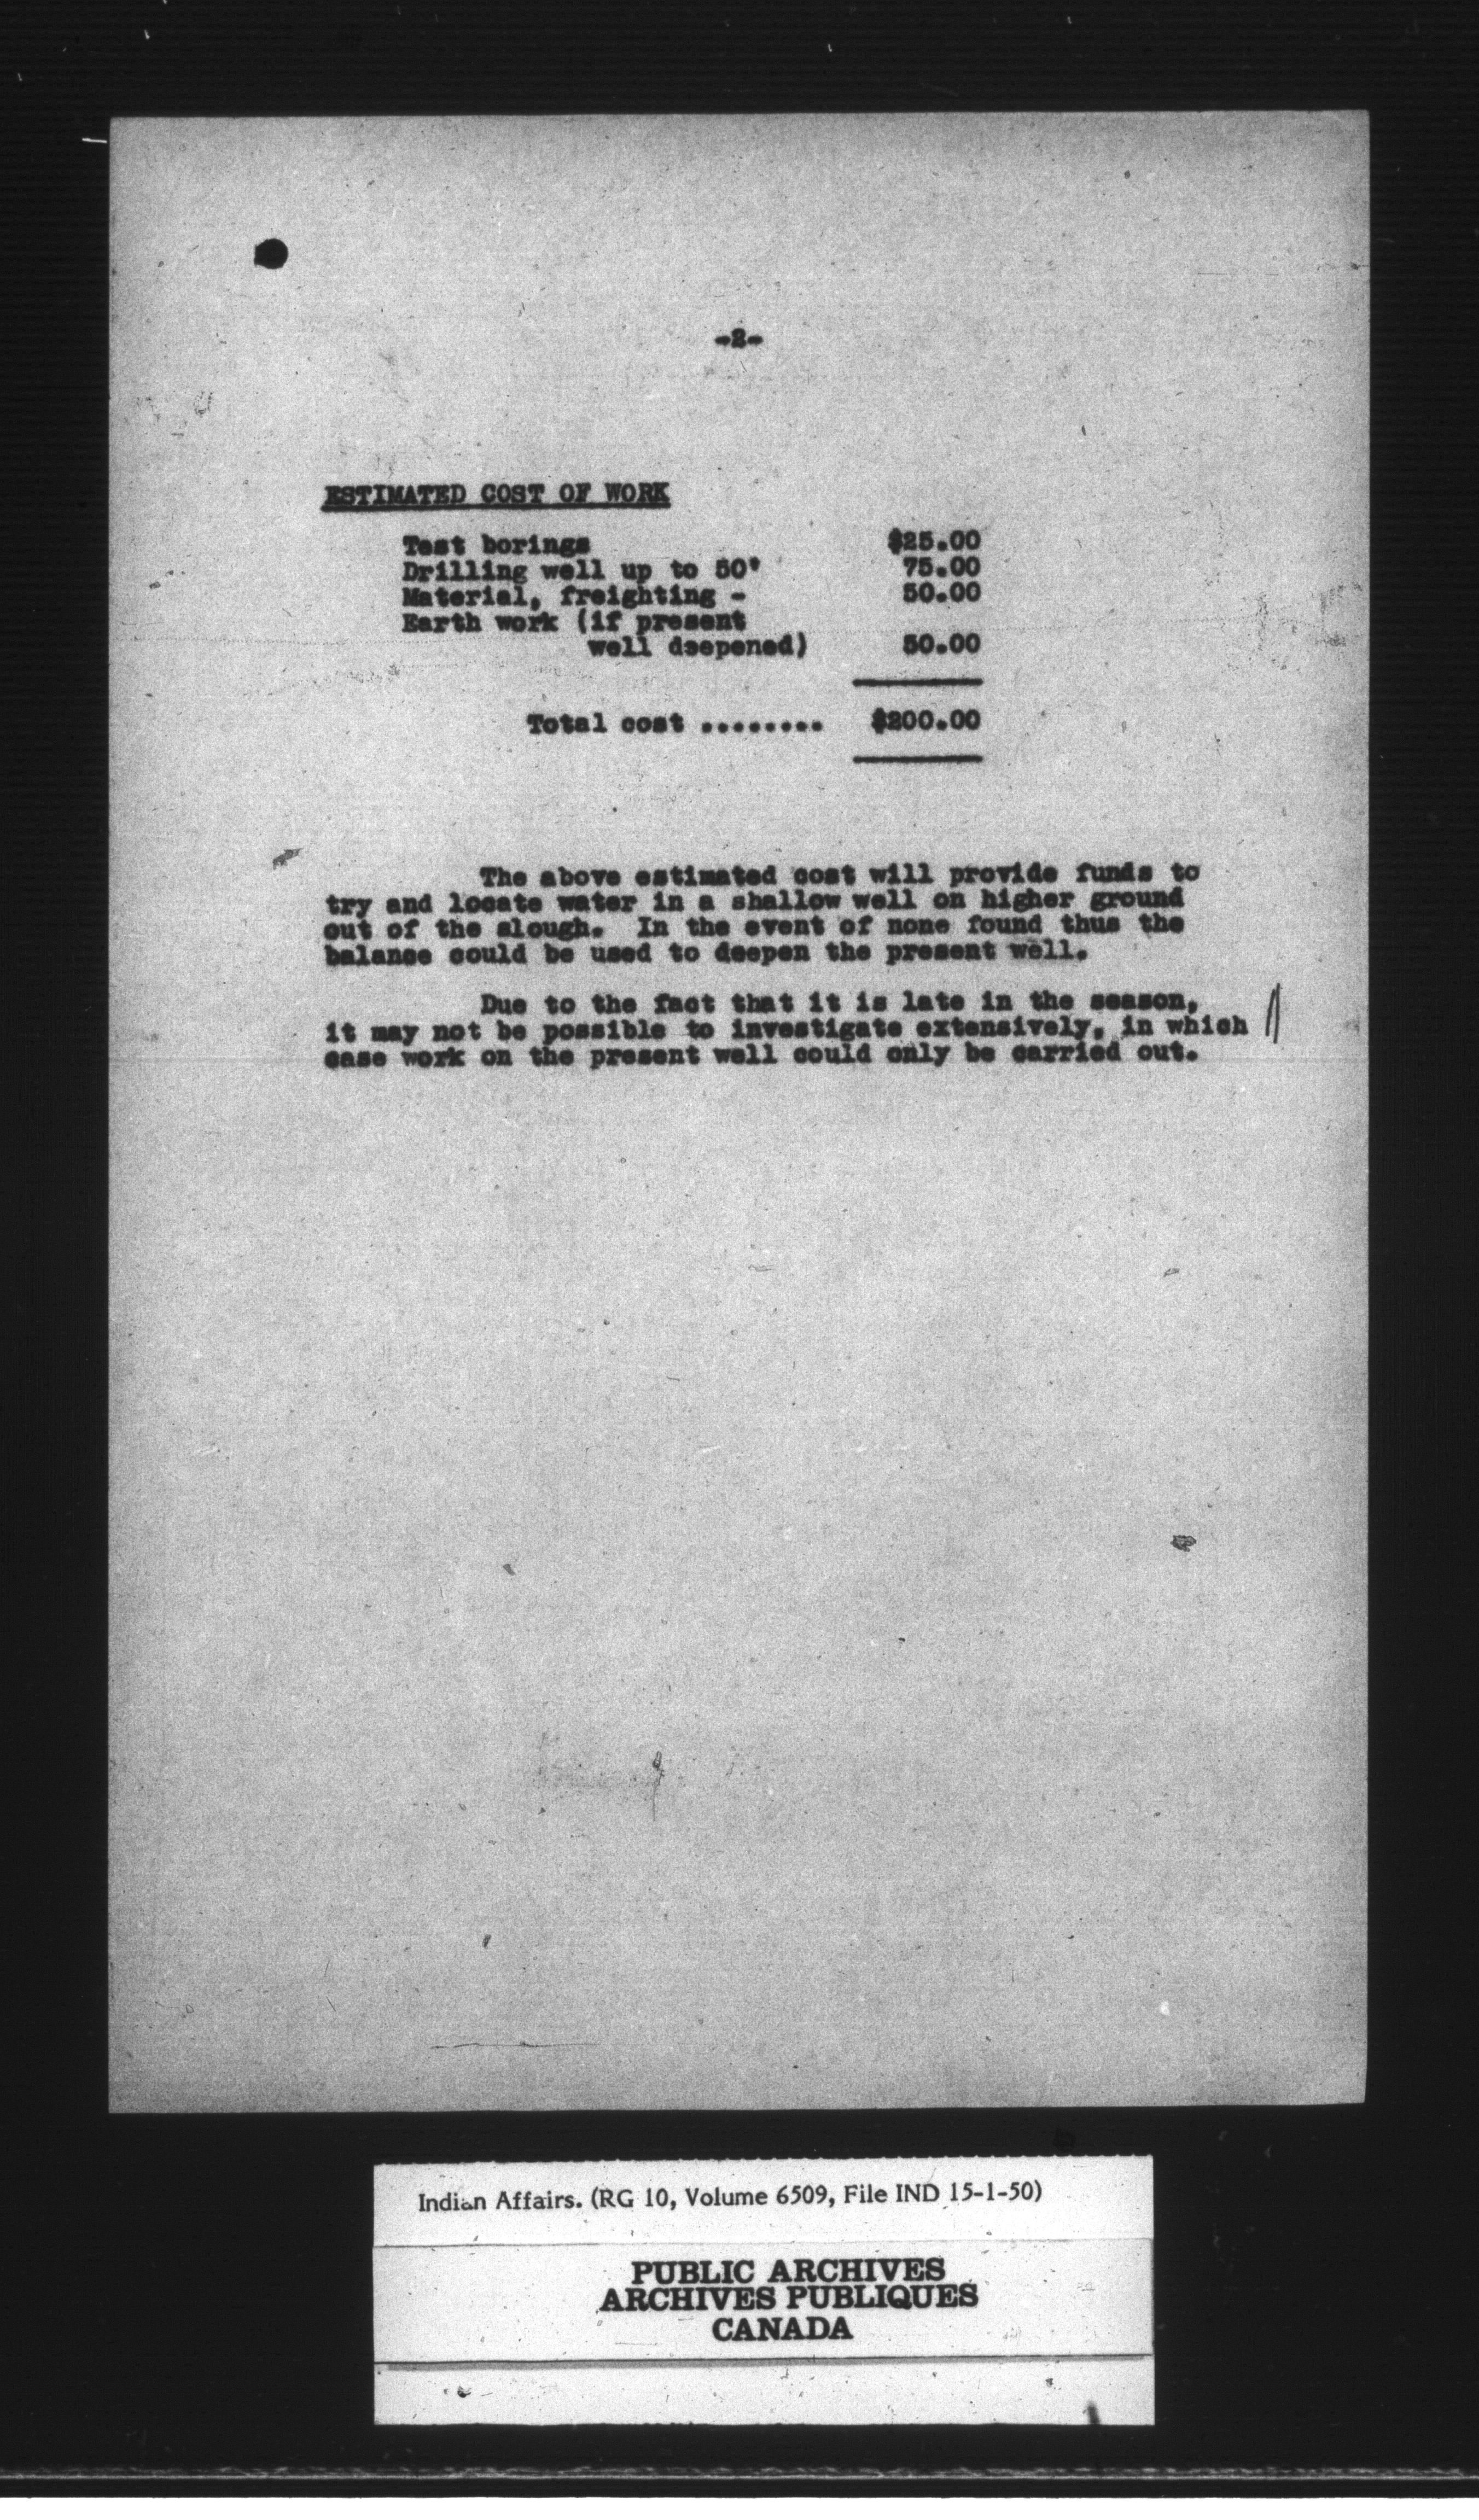 -2-
ESTIMATED COST OF WORK
Test borings $25.00
Drilling well up to 50' 75.00
Material, freighting - 50.00
Earth work (if present
well deepened) 50.00
Total cost ........ $200.00
The above estimated cost will provide funds to
try and locate water in a shallow well on higher ground
out of the slough. In the event of none found thus the
balance could be used to deepen the present well.
Due to the fact that it is late in the season,
it may not be possible to investigate extensively, in which
case work on the present well could only be carried out.
Indian Affairs. (RG 10, Volume 6509, File IND 15-1-50)
PUBLIC ARCHIVES
ARCHIVES PUBLIQUES
CANADA